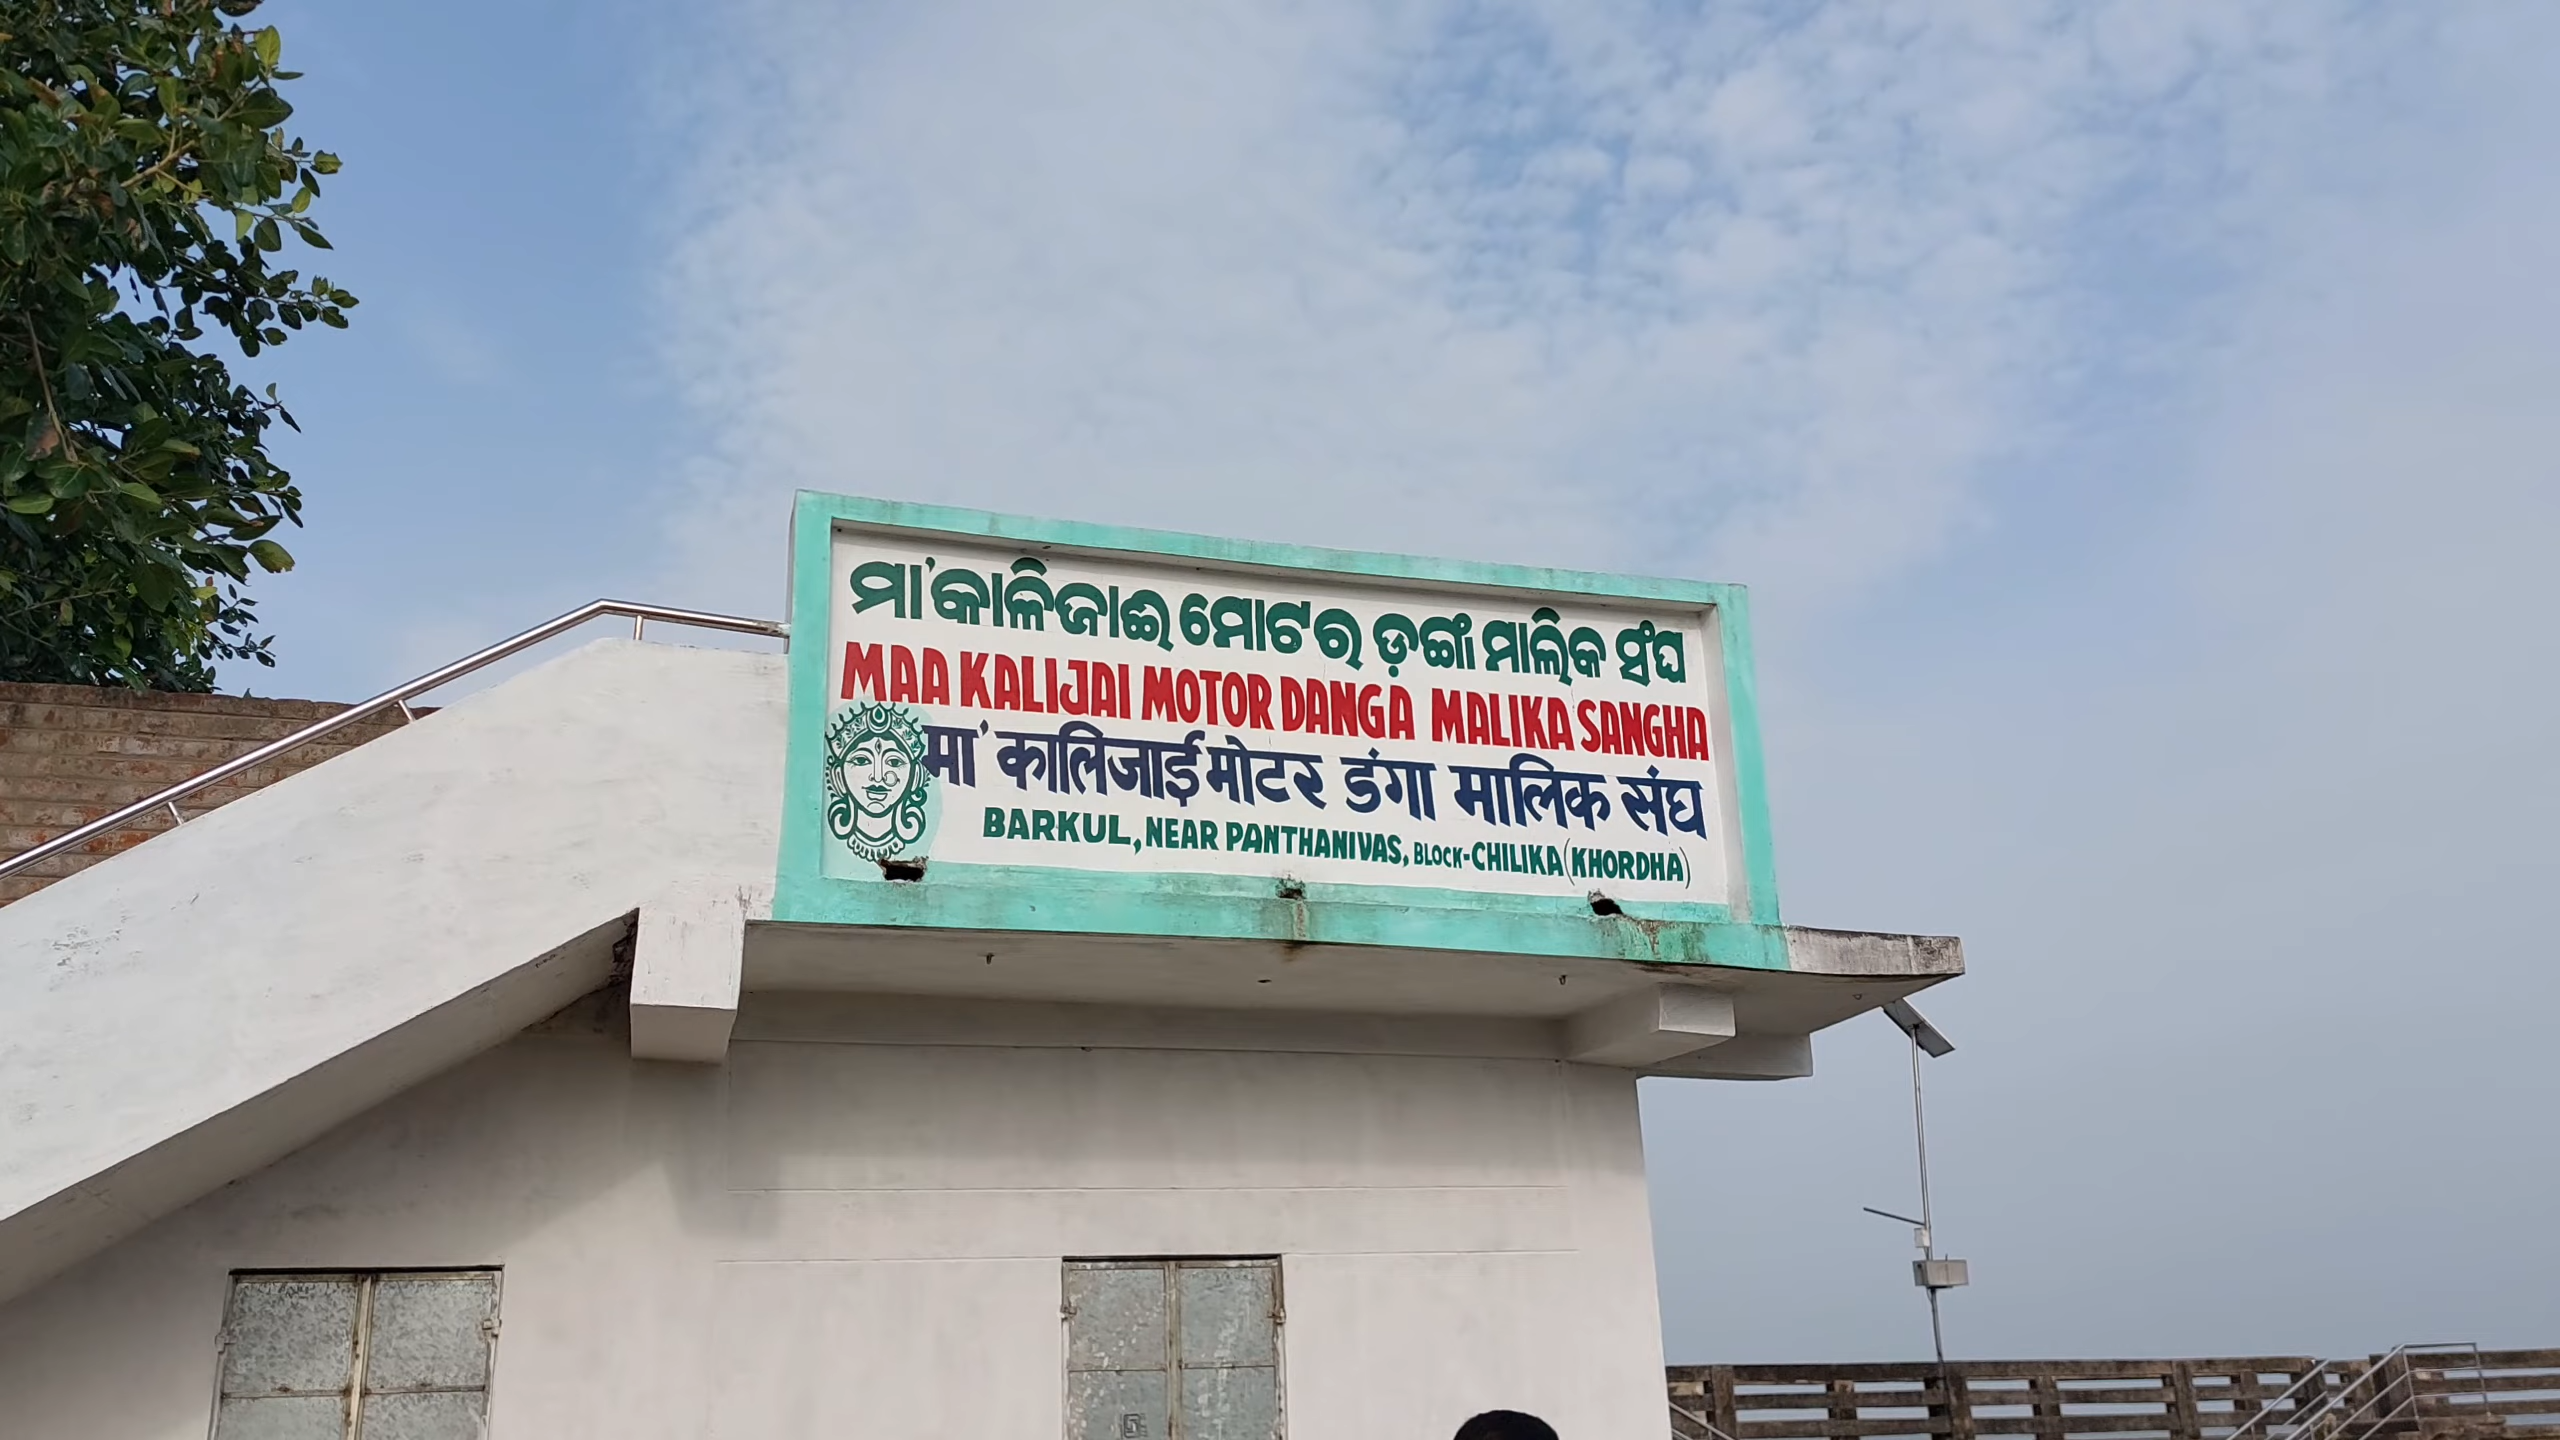 ମା'କାଳିଜାଈ ମୋଟର ଡ଼ଙ୍ଗା ମାଲିକ ସଂଘ
MAA KALIJAI MOTOR DANGA MALIKA SANGHA
मा' कालिजाई मोटर डंगा मालिक संघ
BARKUL, NEAR PANTHANIVAS, BLOCK-CHILIKA (KHORDHA)